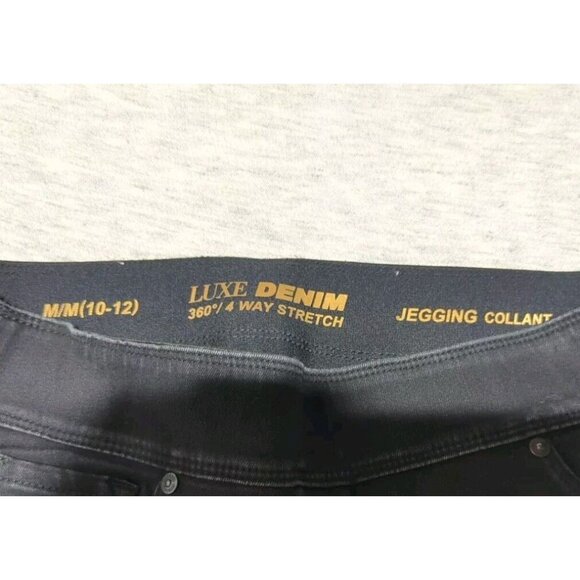 M/M(10-12)
LUXE DENIM
360°/ 4 WAY STRETCH
JEGGING COLLANT